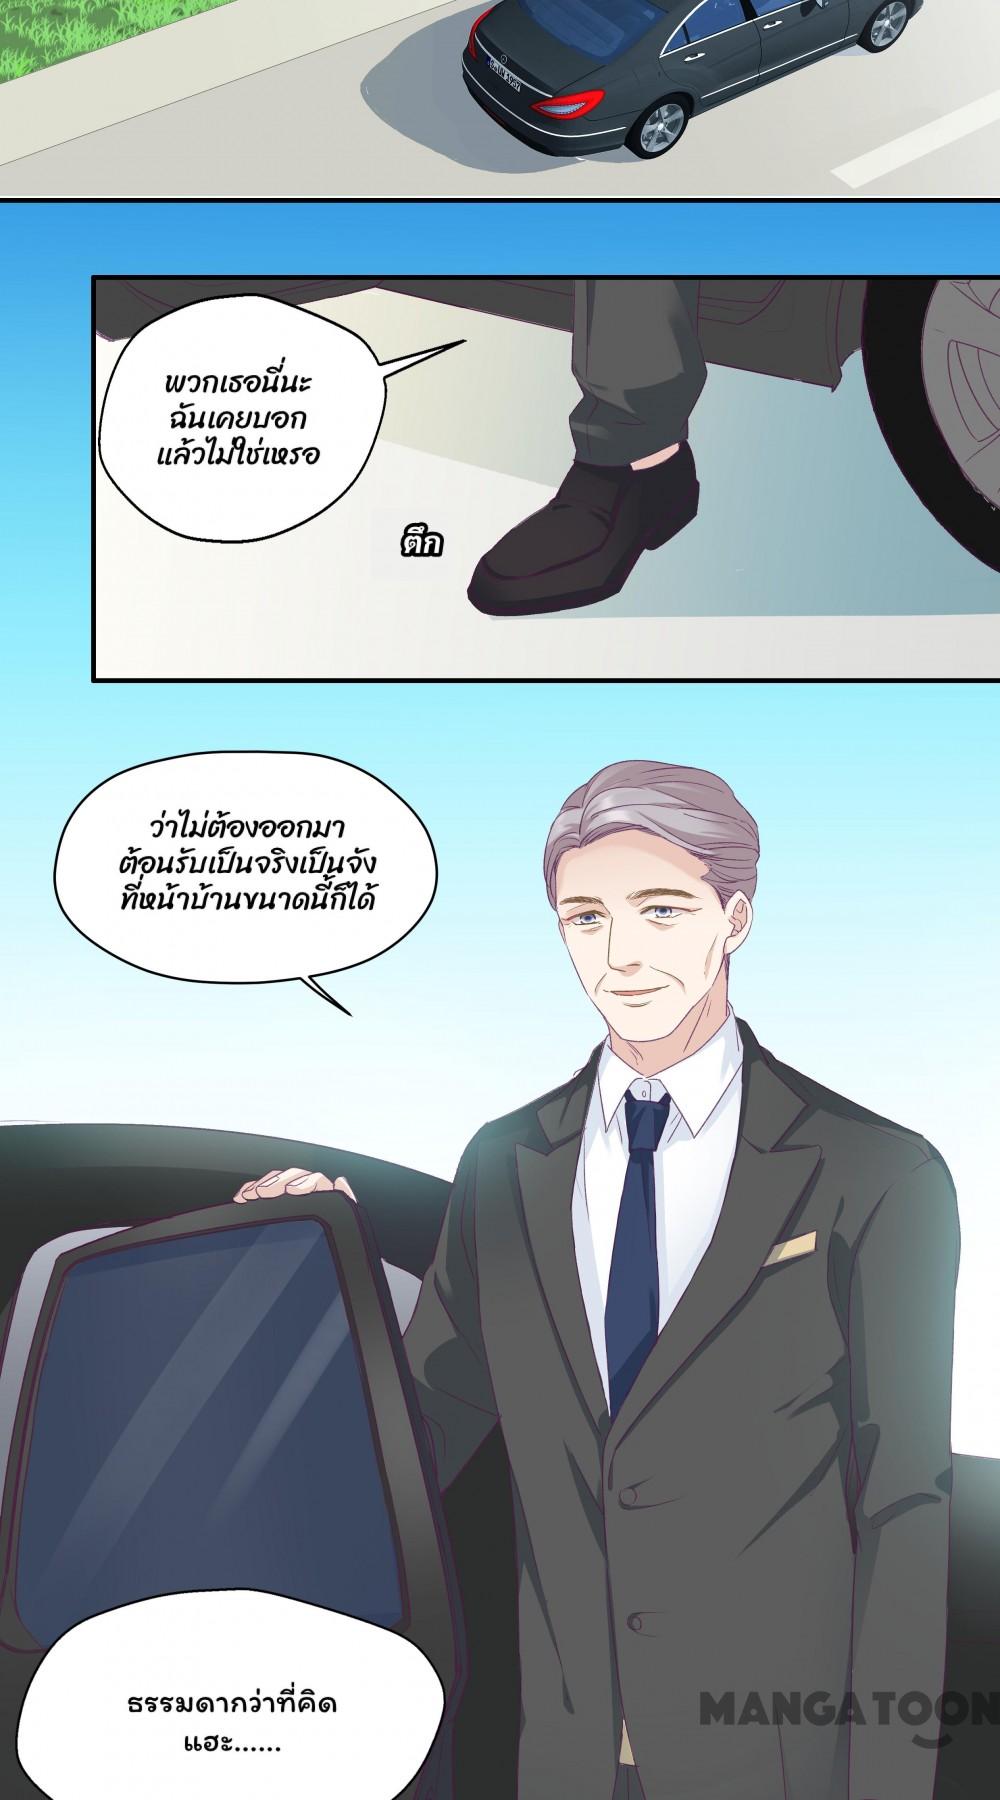 พวกเธอนี่นะ
ฉันเคยบอก
แล้วไม่ใช่เหรอ
ตึก
ว่าไม่ต้องออกมา
ต้อนรับเป็นจริงเป็นจัง
ที่หน้าบ้านขนาดนี้ก็ได้
ธรรมดากว่าที่คิด
แฮะ......
MANGATOON